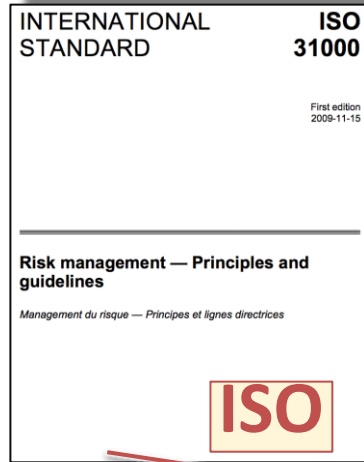 INTERNATIONAL
STANDARD
ISO
31000
First edition
2009-11-15
Risk management — Principles and
guidelines
Management du risque — Principes et lignes directrices
ISO